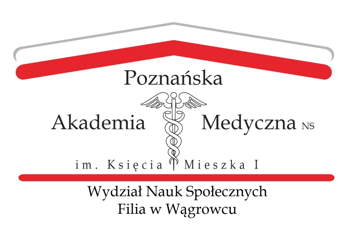 Poznańska
Akademia Medyczna NS
im. Księcia Mieszka I
Wydział Nauk Społecznych
Filia w Wągrowcu